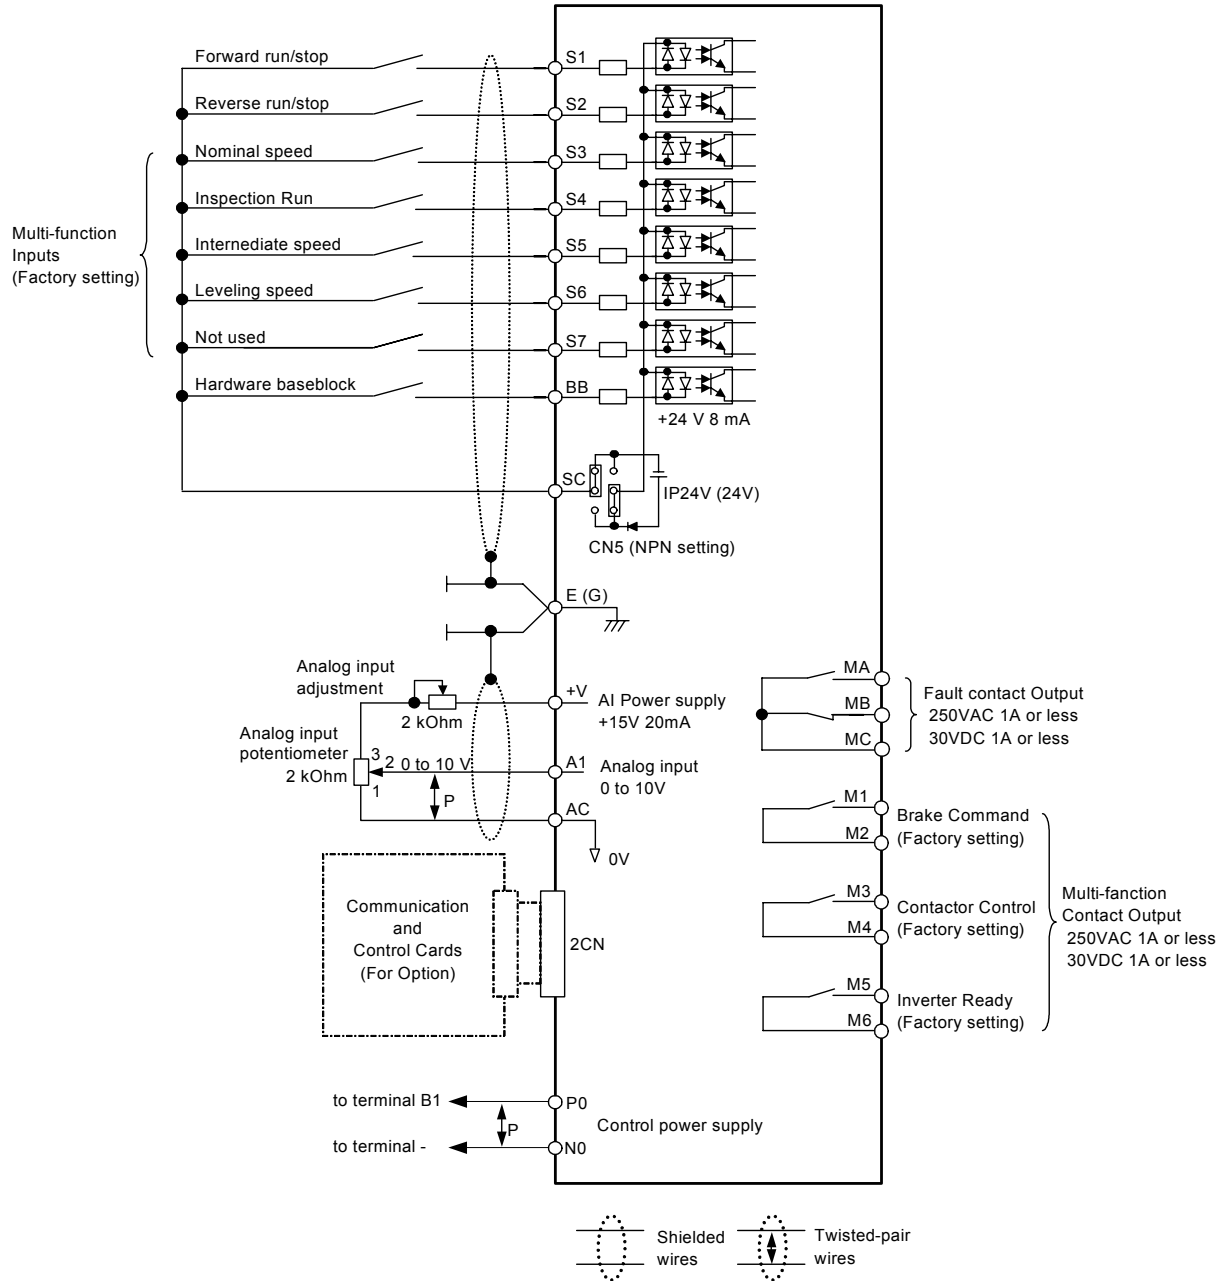 Forward run/stop
S1
Reverse run/stop
S2
Nominal speed
S3
Inspection Run
S4
Multi-function
Inputs
(Factory setting)
Internediate speed
S5
Leveling speed
S6
Not used
S7
Hardware baseblock
BB
+24 V 8 mA
SC
IP24V (24V)
CN5 (NPN setting)
E (G)
Analog input
adjustment
2 kOhm
+V
AI Power supply
+15V 20mA
Analog input
potentiometer
2 kOhm
3
2
1
0 to 10 V
P
A1
Analog input
0 to 10V
AC
0V
MA
MB
MC
Fault contact Output
250VAC 1A or less
30VDC 1A or less
M1
M2
Brake Command
(Factory setting)
M3
M4
Contactor Control
(Factory setting)
M5
M6
Inverter Ready
(Factory setting)
Multi-fanction
Contact Output
250VAC 1A or less
30VDC 1A or less
Communication
and
Control Cards
(For Option)
2CN
to terminal B1
P0
P
Control power supply
to terminal -
N0
Shielded
wires
Twisted-pair
wires